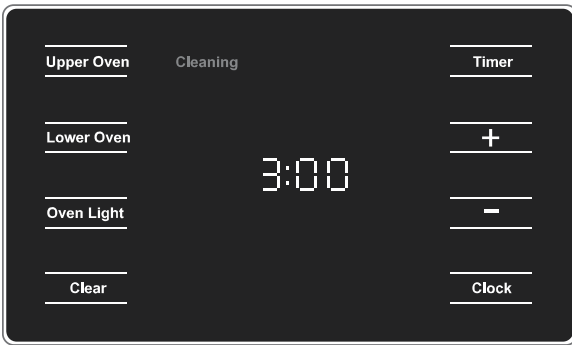 Upper Oven Cleaning Timer
Lower Oven +
3:00
Oven Light -
Clear Clock